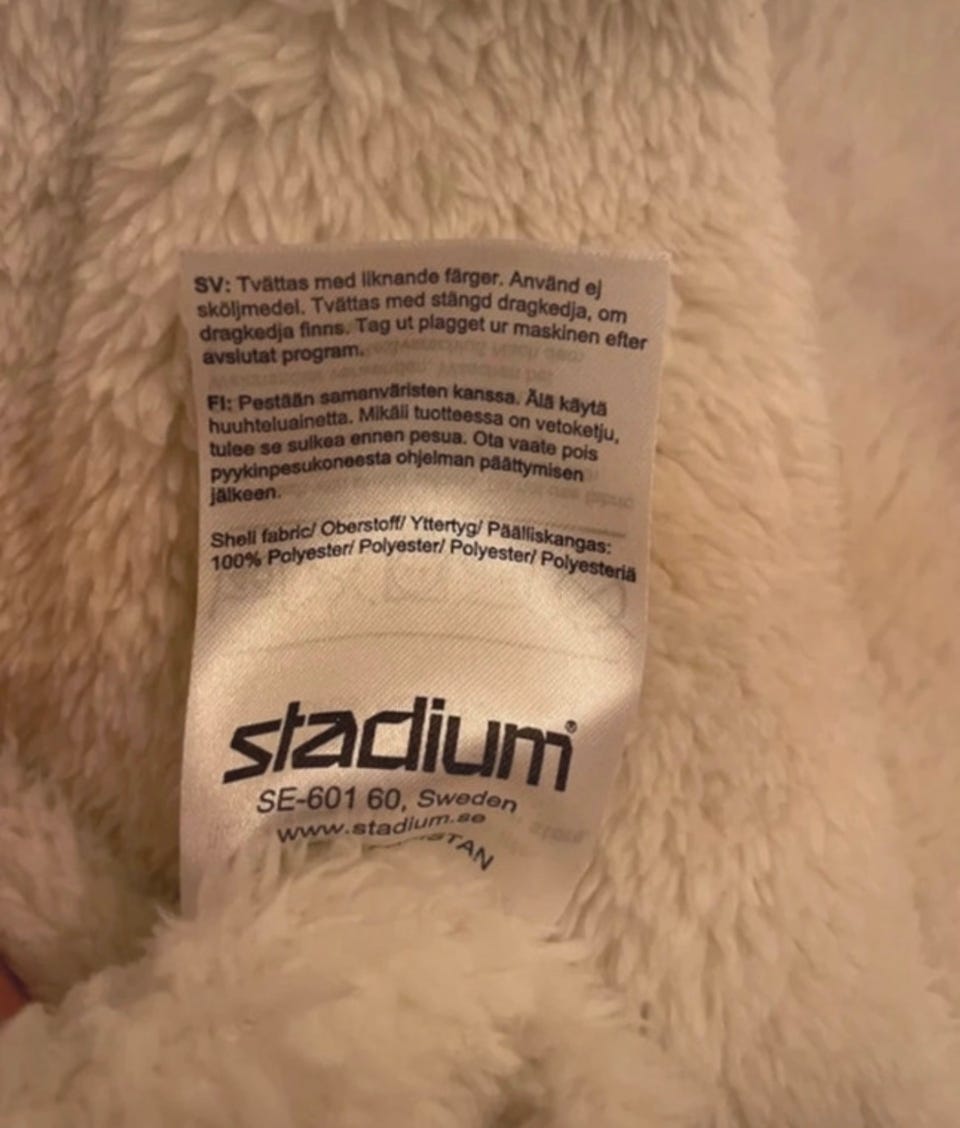 SV: Tvättas med liknande färger. Använd ej
sköljmedel. Tvättas med stängd dragkedja, om
dragkedja finns. Tag ut plagget ur maskinen efter
avslutat program.
FI: Pestään samanväristen kanssa. Älä käytä
huuhteluainetta. Mikäli tuotteessa on vetoketju,
tulee se sulkea ennen pesua. Ota vaate pois
pyykinpesukoneesta ohjelman päättymisen
jälkeen.
Shell fabric/ Oberstoff/ Yttertyg/ Päälliskangas:
100% Polyester/ Polyester/ Polyester/ Polyesteriä
stadium®
SE-601 60, Sweden
www.stadium.se